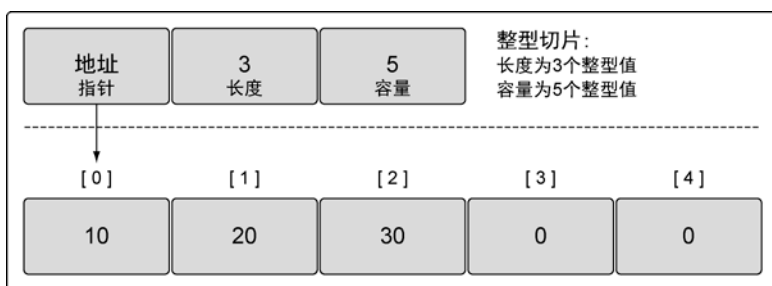 地址
指针
3
长度
5
容量
整型切片:
长度为3个整型值
容量为5个整型值
[0] [1] [2] [3] [4]
10 20 30 0 0